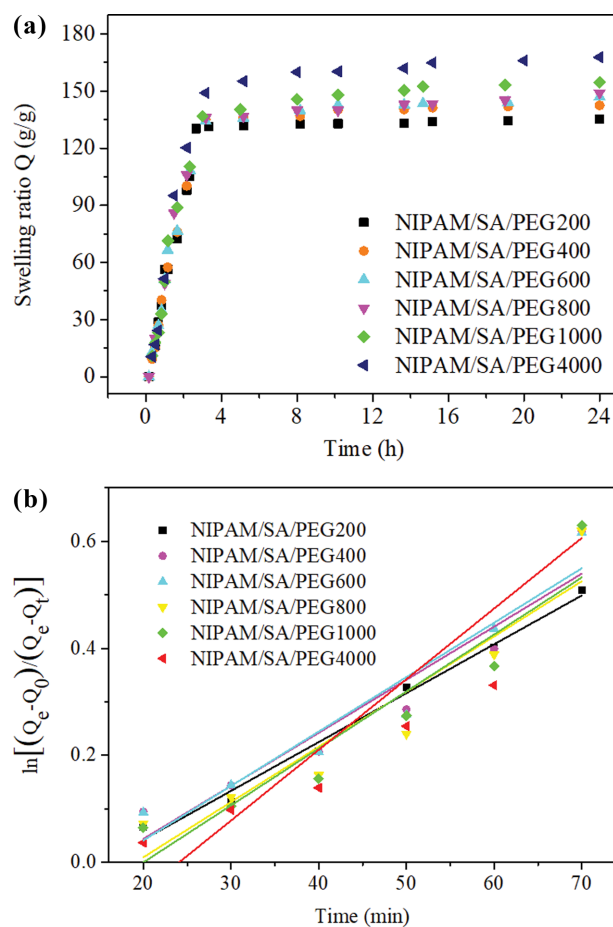 (a)
180
150
120
90
60
30
0
Swelling ratio Q (g/g)
NIPAM/SA/PEG200
NIPAM/SA/PEG400
NIPAM/SA/PEG600
NIPAM/SA/PEG800
NIPAM/SA/PEG1000
NIPAM/SA/PEG4000
0 4 8 12 16 20 24
Time (h)
(b)
0.6
0.4
0.2
0.0
ln[(Qe-Q0)/(Qe-Qt)]
NIPAM/SA/PEG200
NIPAM/SA/PEG400
NIPAM/SA/PEG600
NIPAM/SA/PEG800
NIPAM/SA/PEG1000
NIPAM/SA/PEG4000
20 30 40 50 60 70
Time (min)